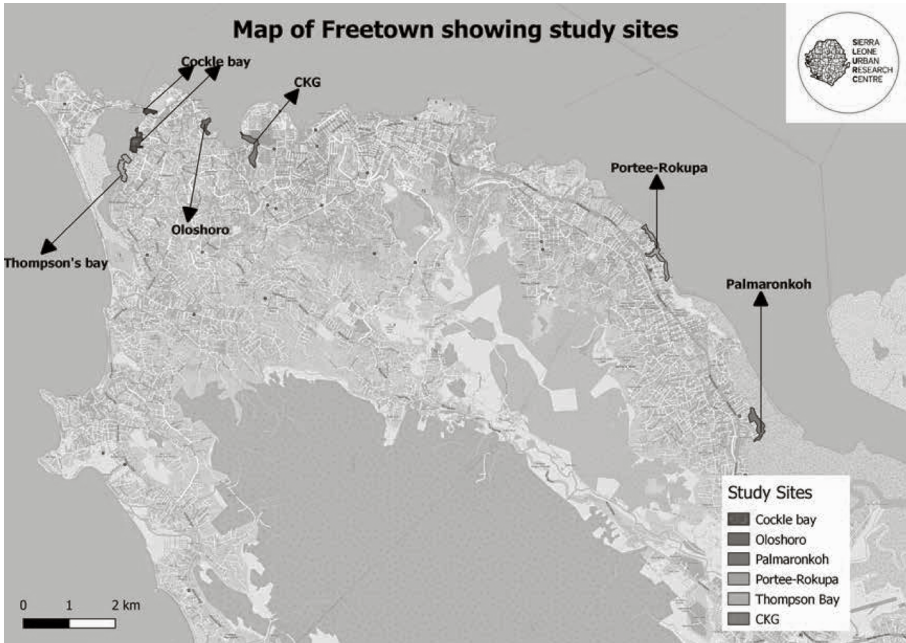 Map of Freetown showing study sites
SIERRA
LEONE
URBAN
RESEARCH
CENTRE
Cockle bay
CKG
Portee-Rokupa
Oloshoro
Thompson's bay
Palmaronkoh
Study Sites
Cockle bay
Oloshoro
Palmaronkoh
Portee-Rokupa
Thompson Bay
CKG
0 1 2 km